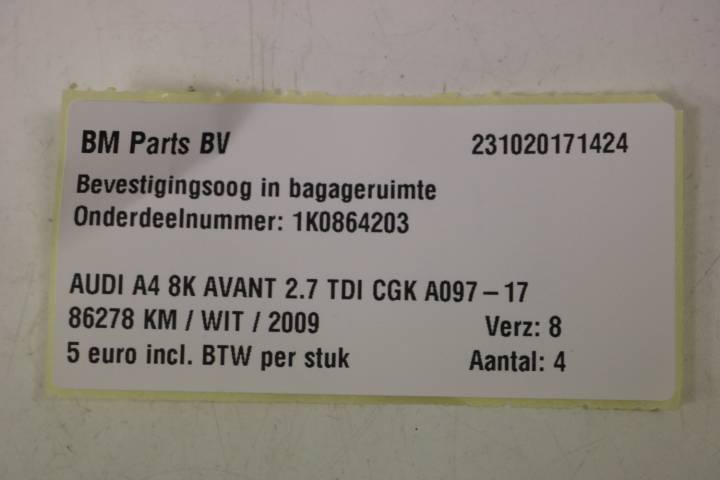 BM Parts BV 231020171424
Bevestigingsoog in bagageruimte
Onderdeelnummer: 1K0864203
AUDI A4 8K AVANT 2.7 TDI CGK A097-17
86278 KM / WIT / 2009 Verz: 8
5 euro incl. BTW per stuk Aantal: 4